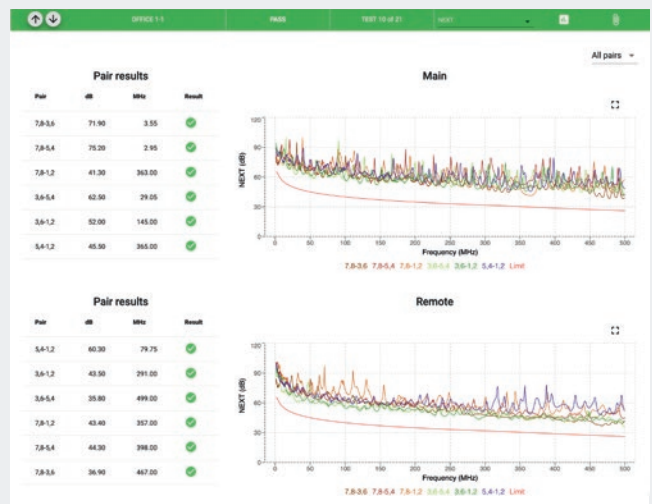 OFFICE 1-1 PASS TEST 10 of 21 NEXT
All pairs
Pair results
Pair dB MHz Result
7,8-3,6 71.90 3.55
7,8-5,4 75.20 2.95
7,8-1,2 41.30 363.00
3,6-5,4 62.50 29.05
3,6-1,2 52.00 145.00
5,4-1,2 45.50 365.00
Main
NEXT (dB)
120
90
60
30
0
0 50 100 150 200 250 300 350 400 450 500
Frequency (MHz)
7,8-3,6 7,8-5,4 7,8-1,2 3,6-5,4 3,6-1,2 5,4-1,2 Limit
Pair results
Pair dB MHz Result
5,4-1,2 60.30 79.75
3,6-1,2 43.50 291.00
3,6-5,4 35.80 499.00
7,8-1,2 43.40 357.00
7,8-5,4 44.30 398.00
7,8-3,6 36.90 467.00
Remote
NEXT (dB)
120
90
60
30
0
0 50 100 150 200 250 300 350 400 450 500
Frequency (MHz)
7,8-3,6 7,8-5,4 7,8-1,2 3,6-5,4 3,6-1,2 5,4-1,2 Limit